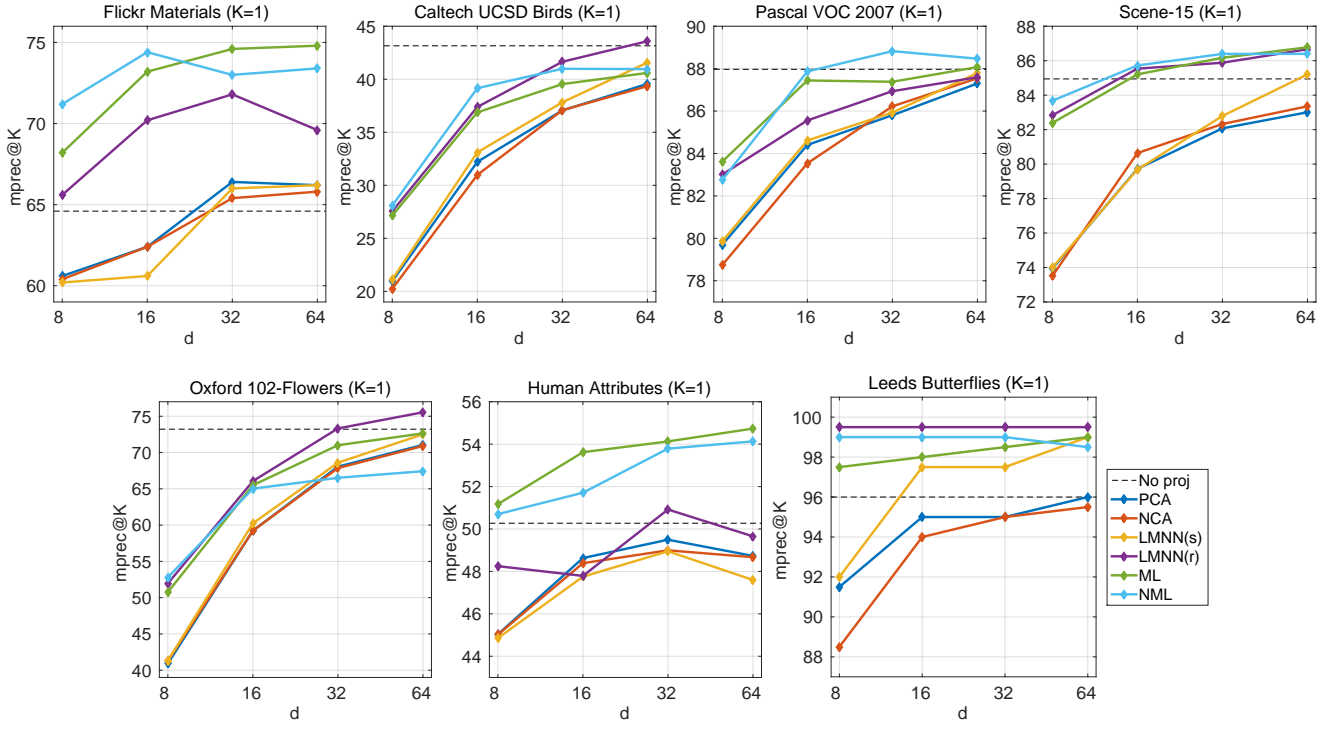 Flickr Materials (K=1)
mprec@K
75
70
65
60
8 16 32 64
d
Caltech UCSD Birds (K=1)
mprec@K
45
40
35
30
25
20
8 16 32 64
d
Pascal VOC 2007 (K=1)
mprec@K
90
88
86
84
82
80
78
8 16 32 64
d
Scene-15 (K=1)
mprec@K
88
86
84
82
80
78
76
74
72
8 16 32 64
d
Oxford 102-Flowers (K=1)
mprec@K
75
70
65
60
55
50
45
40
8 16 32 64
d
Human Attributes (K=1)
mprec@K
56
54
52
50
48
46
44
8 16 32 64
d
Leeds Butterflies (K=1)
mprec@K
100
98
96
94
92
90
88
8 16 32 64
d
No proj
PCA
NCA
LMNN(s)
LMNN(r)
ML
NML